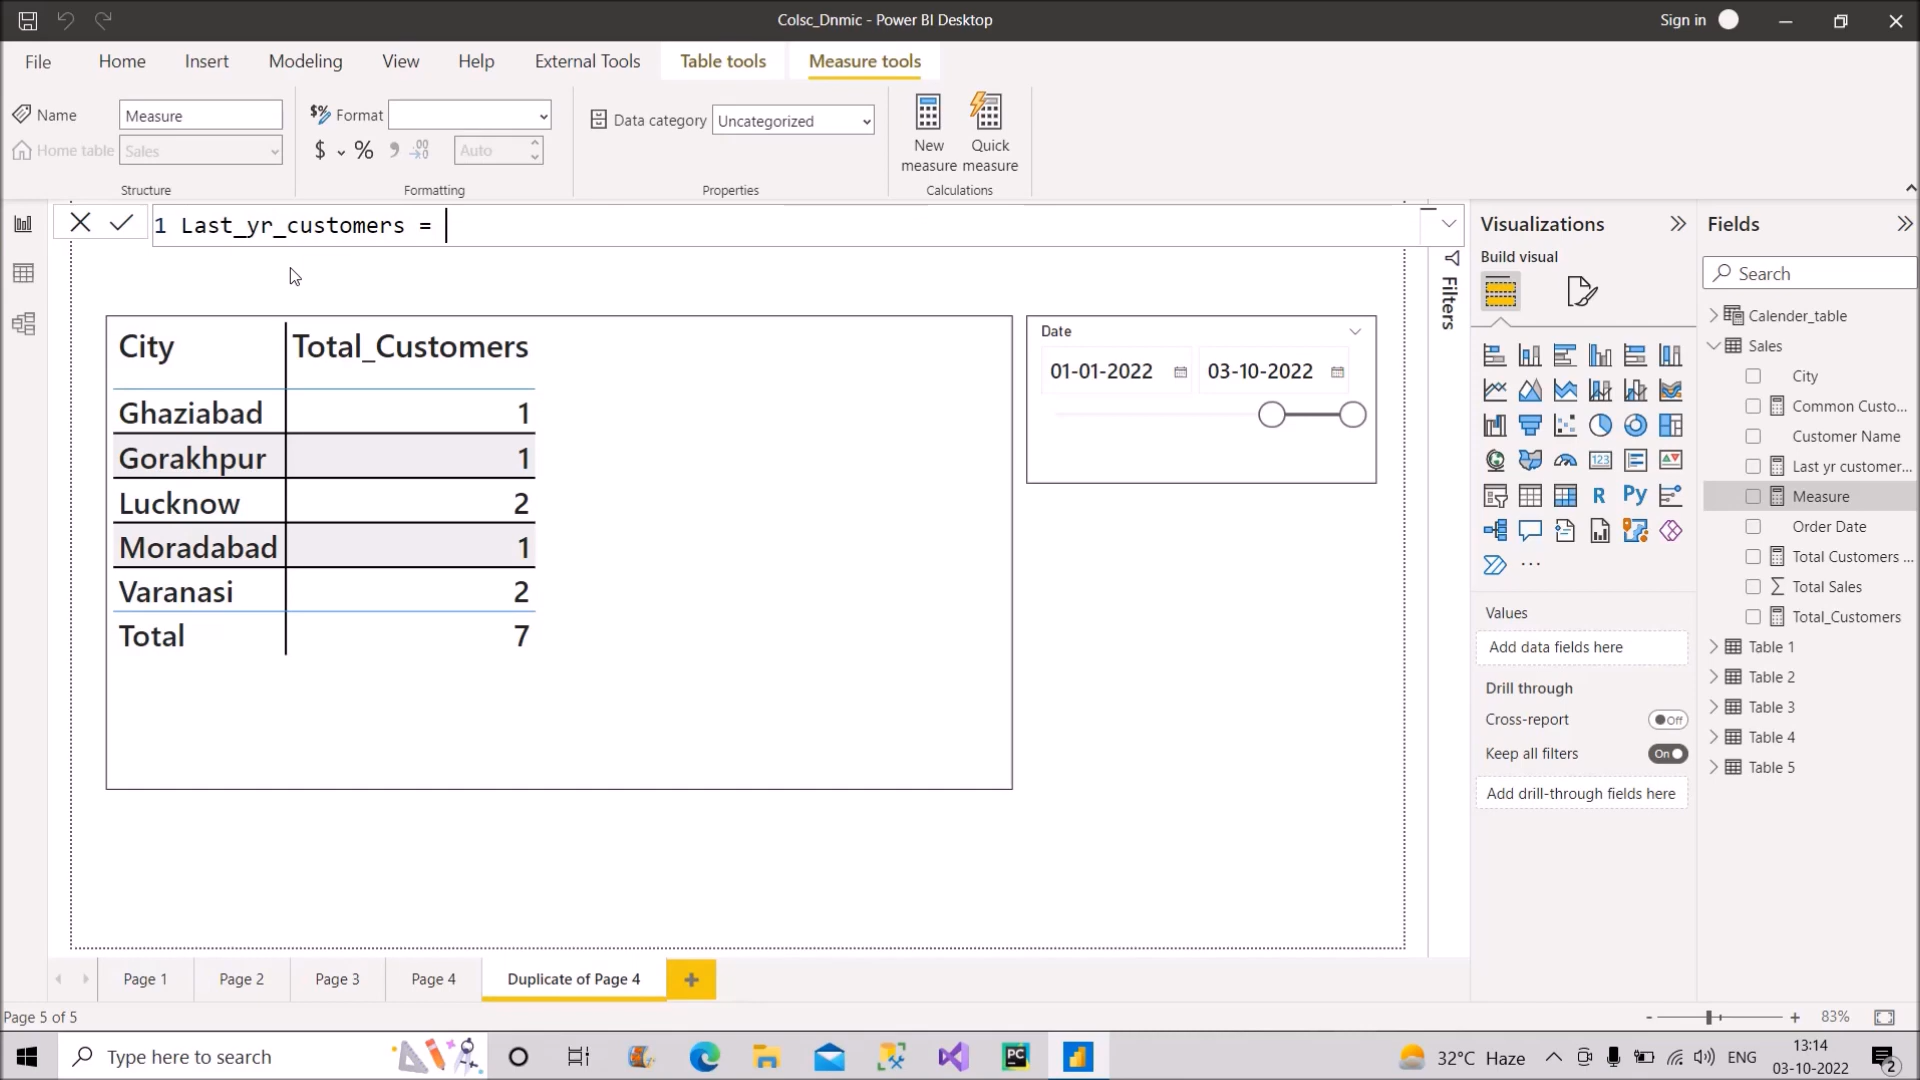 Colsc_Dnmic - Power BI Desktop
Sign in
File
Home
Insert
Modeling
View
Help
External Tools
Table tools
Measure tools
Name
Measure
Home table
Sales
Structure
Format
$
%
Auto
Formatting
Data category
Uncategorized
Properties
New measure
Quick measure
Calculations
1 Last_yr_customers =
City Total_Customers
Ghaziabad 1
Gorakhpur 1
Lucknow 2
Moradabad 1
Varanasi 2
Total 7
Date
01-01-2022 03-10-2022
Filters
Visualizations
Build visual
123
R
Py
...
Values
Add data fields here
Drill through
Cross-report
Off
Keep all filters
On
Add drill-through fields here
Fields
Search
Calender_table
Sales
City
Common Custo...
Customer Name
Last yr customer...
Measure
Order Date
Total Customers ...
Total Sales
Total_Customers
Table 1
Table 2
Table 3
Table 4
Table 5
Page 1
Page 2
Page 3
Page 4
Duplicate of Page 4
+
Page 5 of 5
- + 83%
Type here to search
PC
32°C Haze
ENG
13:14
03-10-2022
2